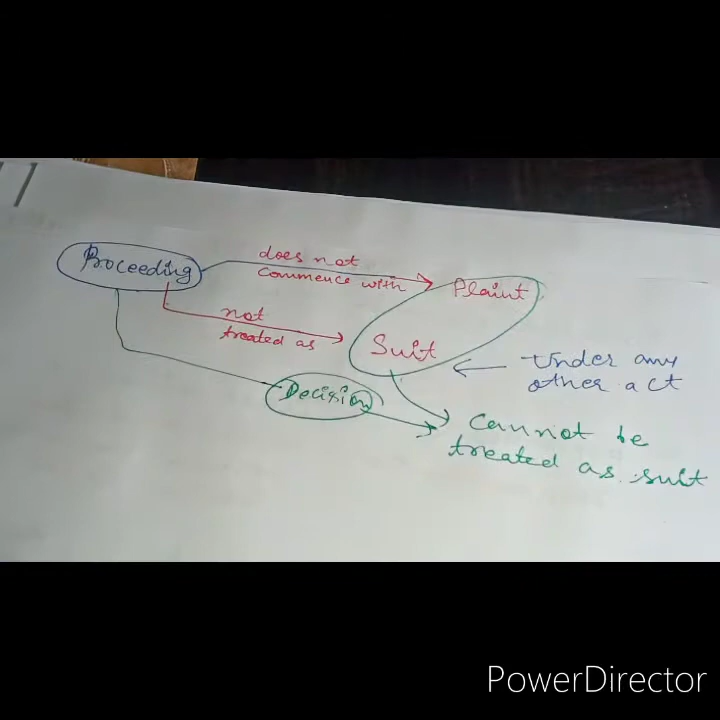 Proceeding
does not
commence with
Plaint
not
treated as
Suit
Under any
other act
Decision
Cannot be
treated as suit
PowerDirector